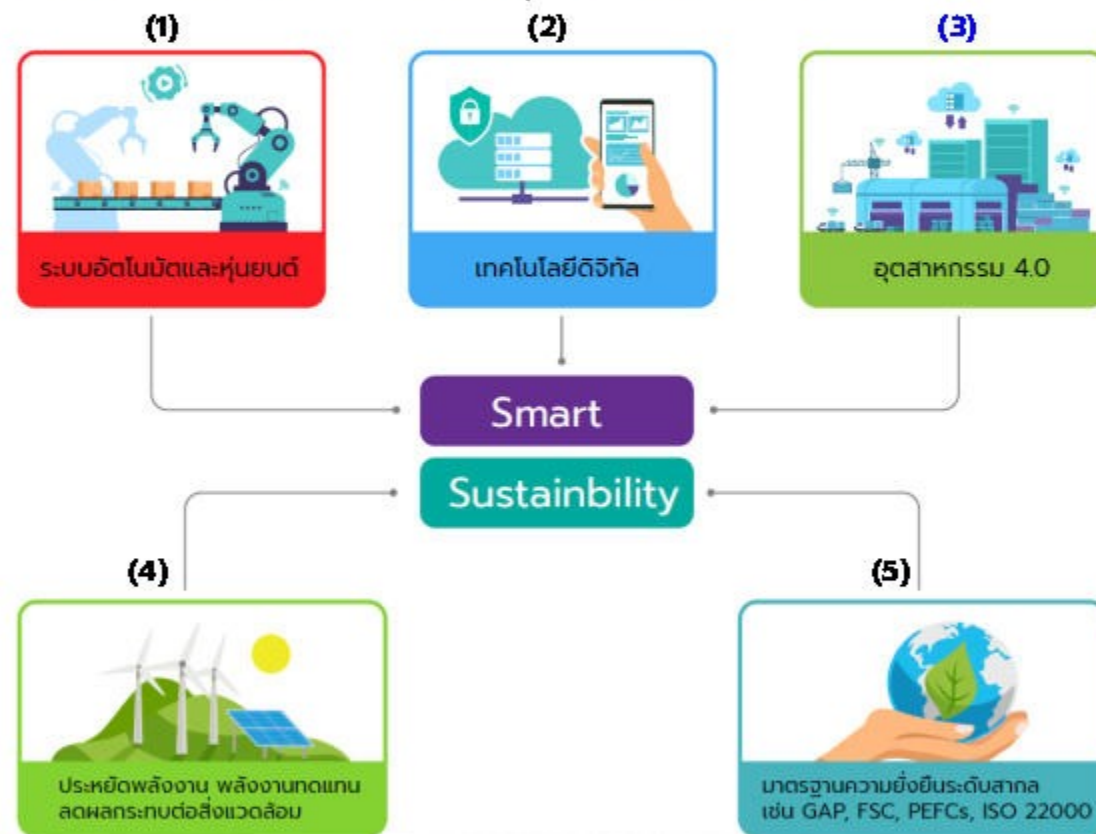 (1)
(2)
(3)
ระบบอัตโนมัตและหุ่นยนต์
เทคโนโลยีดิจิทัล
อุตสาหกรรม 4.0
Smart
Sustainbility
(4)
(5)
ประหยัดพลังงาน พลังงานทดแทน
ลดผลกระทบต่อสิ่งแวดล้อม
มาตรฐานความยั่งยืนระดับสากล
เช่น GAP, FSC, PEFCs, ISO 22000